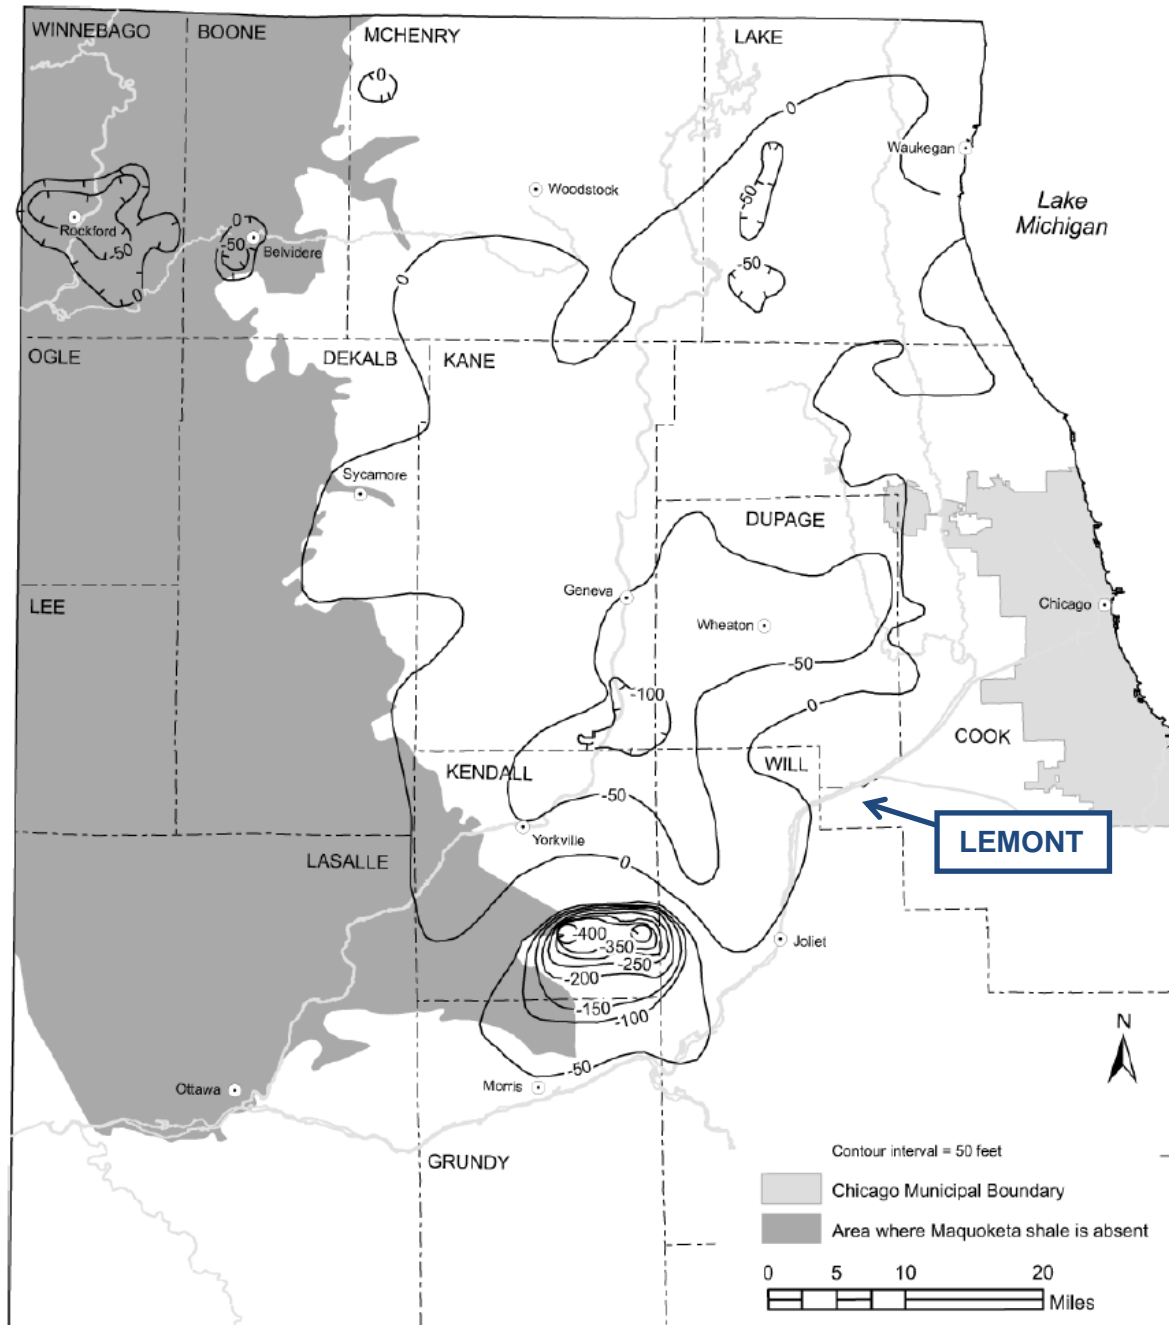 WINNEBAGO
BOONE
MCHENRY
LAKE
0
0
Waukegan
-50
Woodstock
Lake
Michigan
Rockford
-50
0
0
-50
Belvidere
0
-50
OGLE
DEKALB
KANE
Sycamore
DUPAGE
LEE
Geneva
Wheaton
Chicago
-50
-100
0
COOK
KENDALL
WILL
-50
LEMONT
Yorkville
LASALLE
0
-400
-350
-250
-200
-150
-100
Joliet
N
-50
Morris
Ottawa
GRUNDY
Contour interval = 50 feet
Chicago Municipal Boundary
Area where Maquoketa shale is absent
0 5 10 20
Miles